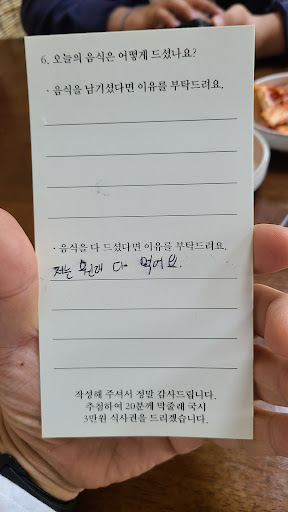 6. 오늘의 음식은 어떻게 드셨나요?
· 음식을 남기셨다면 이유를 부탁드려요.
· 음식을 다 드셨다면 이유를 부탁드려요.
저는 원래 다 먹어요.
작성해 주셔서 정말 감사드립니다.
추첨하여 20분께 막줄래 국시
3만원 식사권을 드리겠습니다.